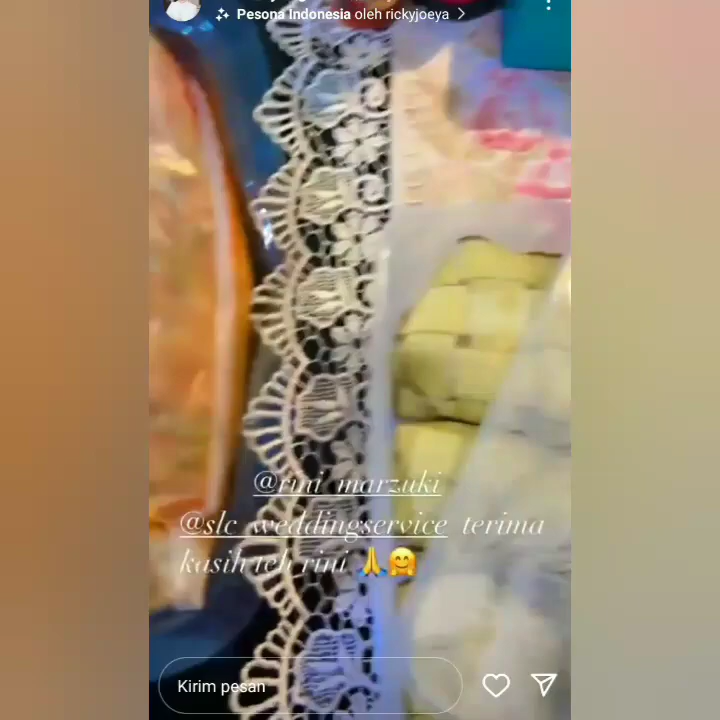 Pesona Indonesia oleh rickyjoeya
@rini_marzuki
@slc_weddingservice terima
kasih teh rini 🙏🤗
Kirim pesan